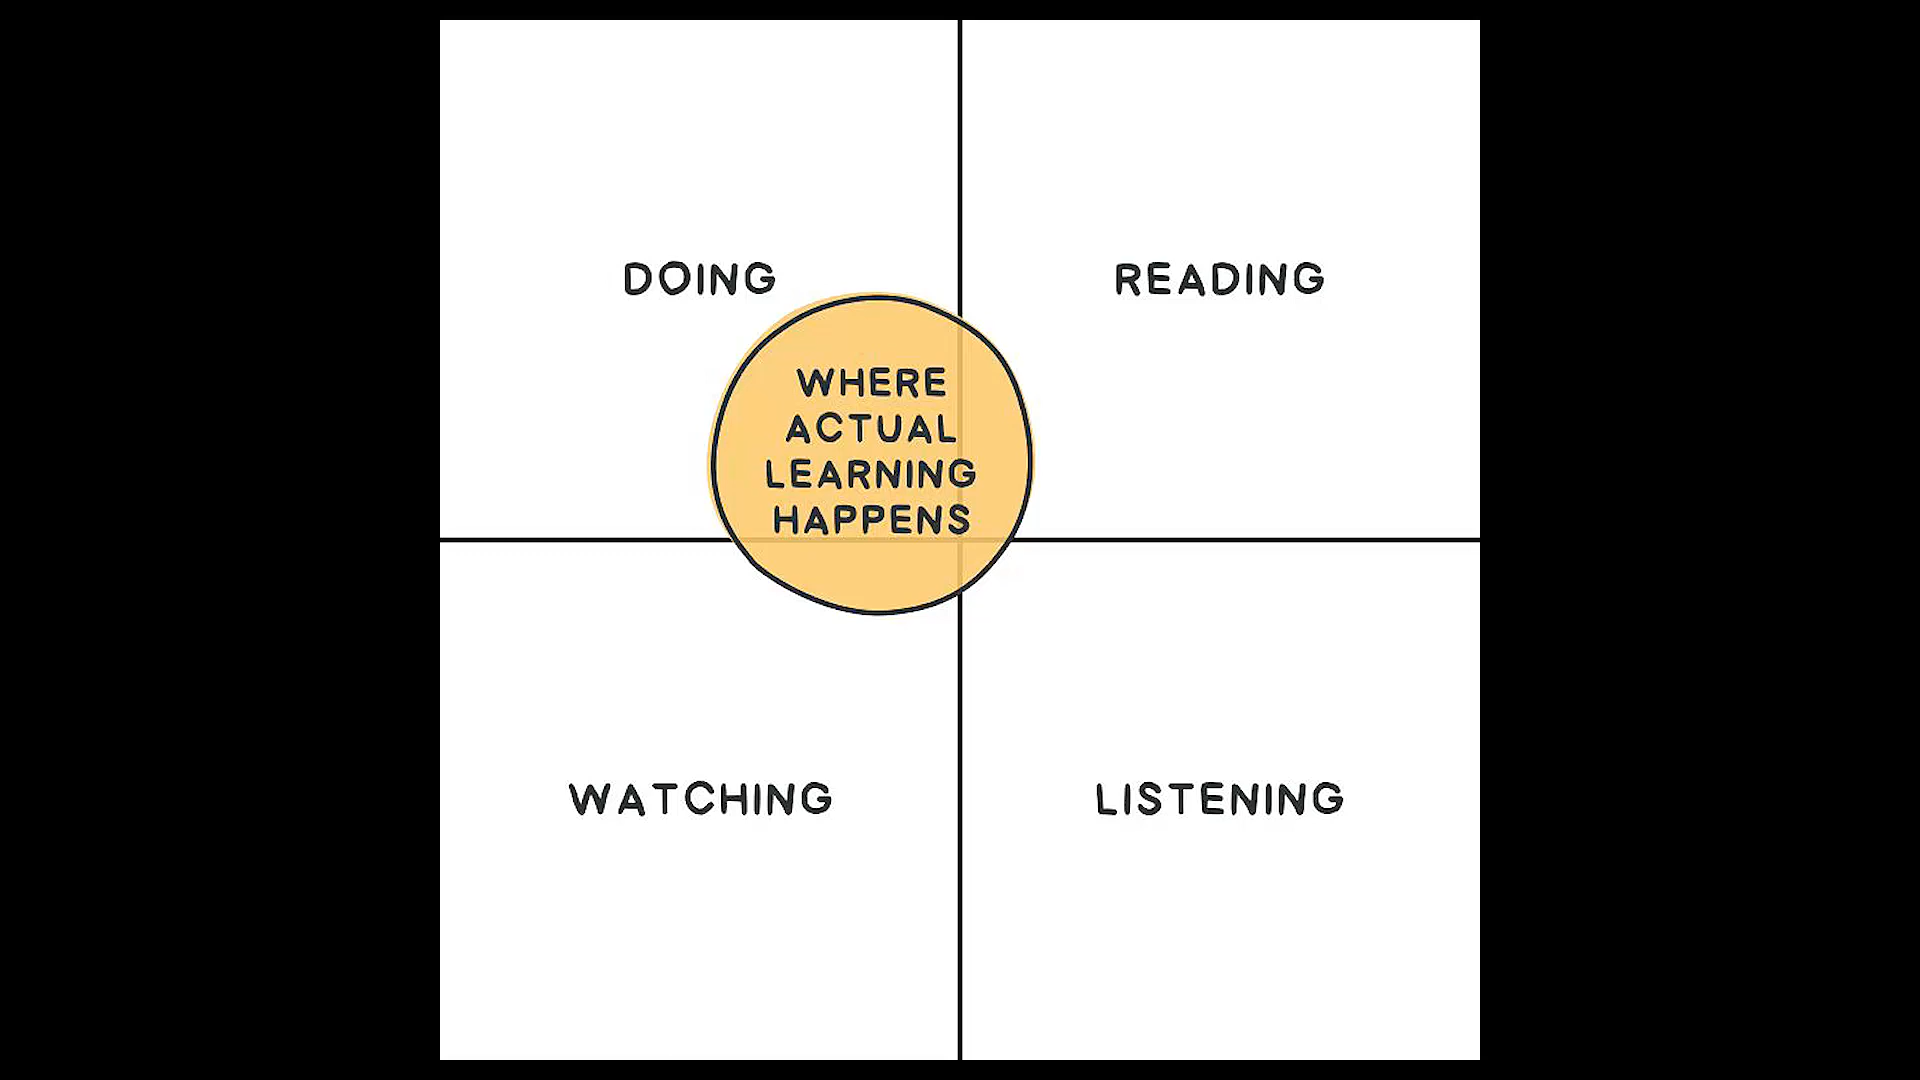 DOING
READING
WHERE
ACTUAL
LEARNING
HAPPENS
WATCHING
LISTENING